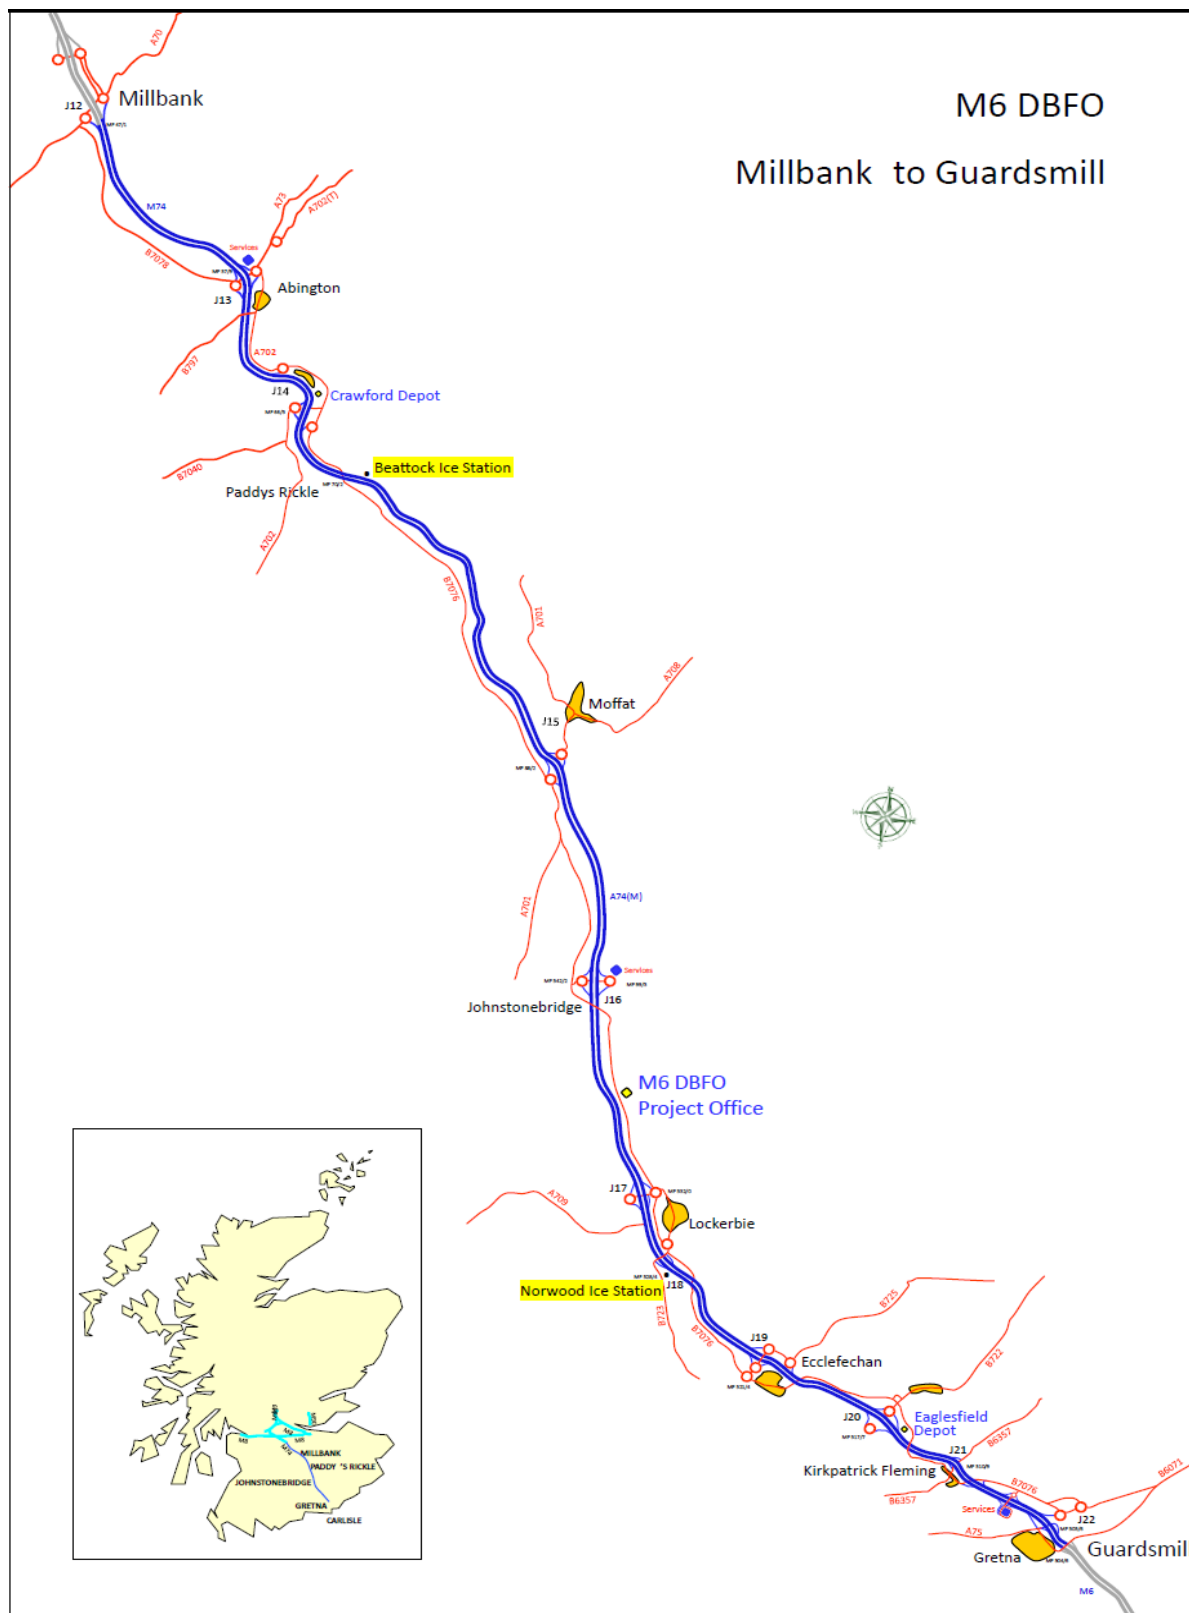 M6 DBFO
Millbank to Guardsmill
A70
Millbank
J12
M74
A73
A702(T)
B7078
Services
J13
Abington
B797
A702
J14
Crawford Depot
B7040
Beattock Ice Station
Paddys Rickle
A702
B7076
A701
A708
Moffat
J15
A701
A74(M)
Services
J16
Johnstonebridge
M6 DBFO
Project Office
J17
A709
Lockerbie
J18
Norwood Ice Station
B723
B7076
B725
J19
Ecclefechan
B722
J20
Eaglesfield
Depot
J21
B6357
Kirkpatrick Fleming
B6357
B7076
B6071
Services
J22
A75
Gretna
Guardsmil
M6
M8
M74
MILLBANK
PADDY 'S RICKLE
JOHNSTONEBRIDGE
GRETNA
CARLISLE